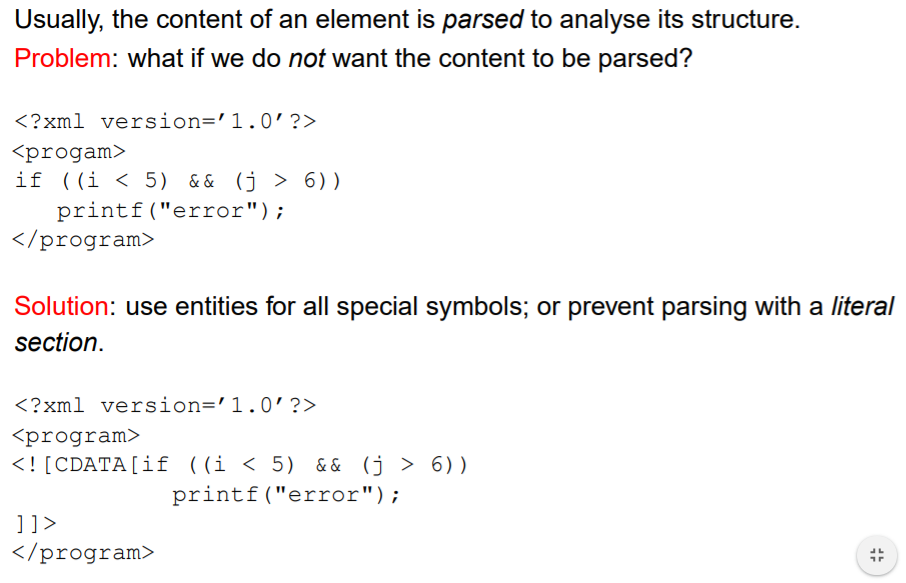 Usually, the content of an element is parsed to analyse its structure.
Problem: what if we do not want the content to be parsed?
<?xml version=′1.0′?>
<progam>
if ((i < 5) && (j > 6))
   printf("error");
</program>
Solution: use entities for all special symbols; or prevent parsing with a literal
section.
<?xml version=′1.0′?>
<program>
<![CDATA[if ((i < 5) && (j > 6))
           printf("error");
]]>
</program>